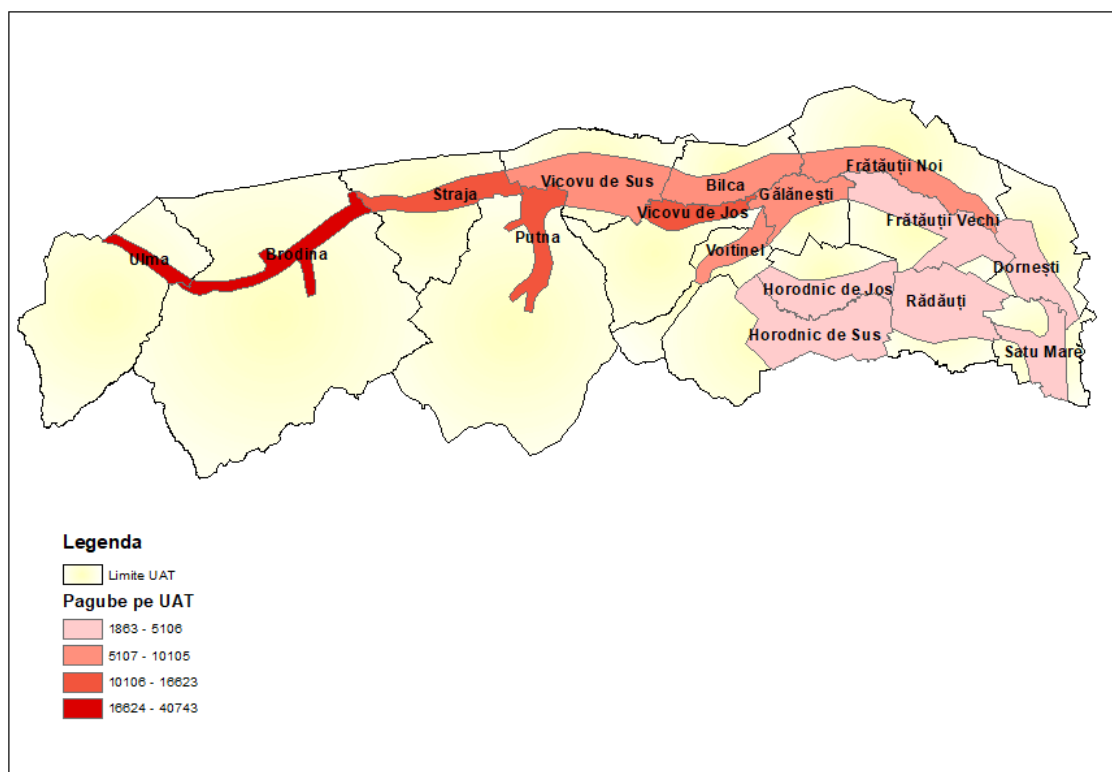 Frătăuții Noi
Vicovu de Sus
Bilca
Straja
Gălănești
Vicovu de Jos
Frătăuții Vechi
Putna
Voitinel
Ulma
Brodina
Dornești
Horodnic de Jos
Rădăuți
Horodnic de Sus
Satu Mare
Legenda
Limite UAT
Pagube pe UAT
1863 - 5106
5107 - 10105
10106 - 16623
16624 - 40743